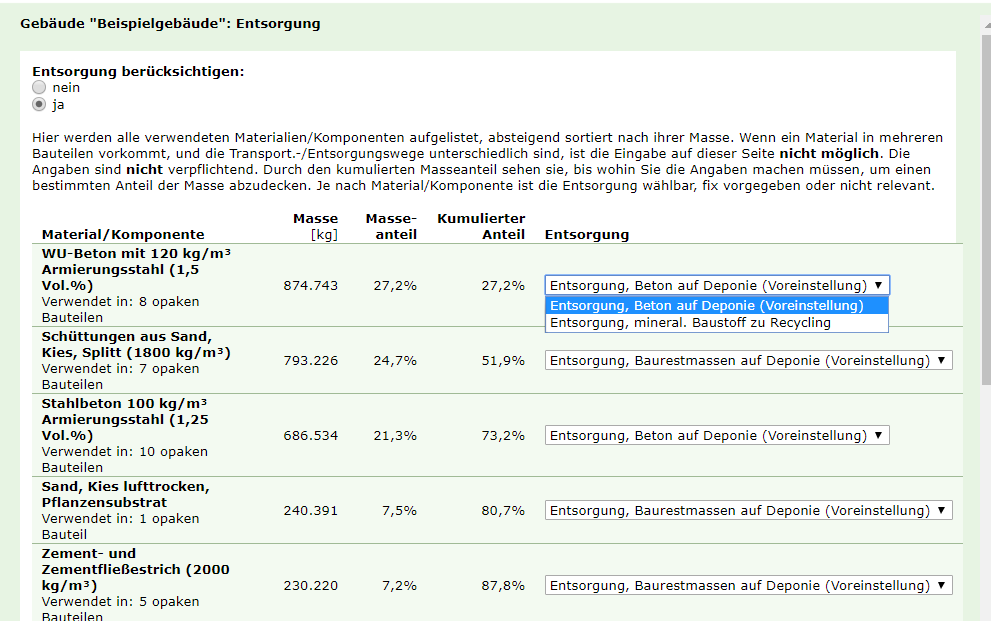 Gebäude "Beispielgebäude": Entsorgung
Entsorgung berücksichtigen:
nein
ja
Hier werden alle verwendeten Materialien/Komponenten aufgelistet, absteigend sortiert nach ihrer Masse. Wenn ein Material in mehreren
Bauteilen vorkommt, und die Transport.-/Entsorgungswege unterschiedlich sind, ist die Eingabe auf dieser Seite nicht möglich. Die
Angaben sind nicht verpflichtend. Durch den kumulierten Masseanteil sehen sie, bis wohin Sie die Angaben machen müssen, um einen
bestimmten Anteil der Masse abzudecken. Je nach Material/Komponente ist die Entsorgung wählbar, fix vorgegeben oder nicht relevant.
Masse Masse- Kumulierter
Material/Komponente [kg] anteil Anteil Entsorgung
WU-Beton mit 120 kg/m³
Armierungsstahl (1,5
Vol.%) 874.743 27,2% 27,2% Entsorgung, Beton auf Deponie (Voreinstellung) ▼
Verwendet in: 8 opaken Entsorgung, Beton auf Deponie (Voreinstellung)
Bauteilen Entsorgung, mineral. Baustoff zu Recycling
Schüttungen aus Sand,
Kies, Splitt (1800 kg/m³) 793.226 24,7% 51,9% Entsorgung, Baurestmassen auf Deponie (Voreinstellung) ▼
Verwendet in: 7 opaken
Bauteilen
Stahlbeton 100 kg/m³
Armierungsstahl (1,25
Vol.%) 686.534 21,3% 73,2% Entsorgung, Beton auf Deponie (Voreinstellung) ▼
Verwendet in: 10 opaken
Bauteilen
Sand, Kies lufttrocken,
Pflanzensubstrat 240.391 7,5% 80,7% Entsorgung, Baurestmassen auf Deponie (Voreinstellung) ▼
Verwendet in: 1 opaken
Bauteil
Zement- und
Zementfließestrich (2000
kg/m³) 230.220 7,2% 87,8% Entsorgung, Baurestmassen auf Deponie (Voreinstellung) ▼
Verwendet in: 5 opaken
Bauteilen